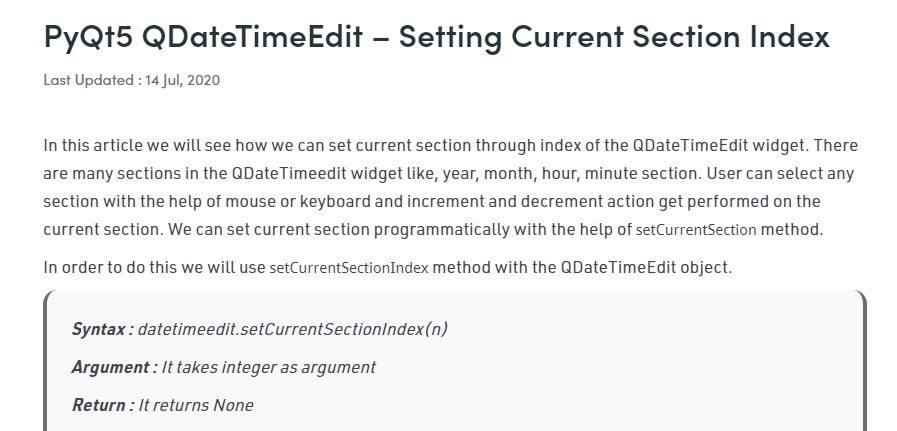 PyQt5 QDateTimeEdit – Setting Current Section Index
Last Updated : 14 Jul, 2020
In this article we will see how we can set current section through index of the QDateTimeEdit widget. There
are many sections in the QDateTimeedit widget like, year, month, hour, minute section. User can select any
section with the help of mouse or keyboard and increment and decrement action get performed on the
current section. We can set current section programmatically with the help of setCurrentSection method.
In order to do this we will use setCurrentSectionIndex method with the QDateTimeEdit object.
Syntax : datetimeedit.setCurrentSectionIndex(n)
Argument : It takes integer as argument
Return : It returns None